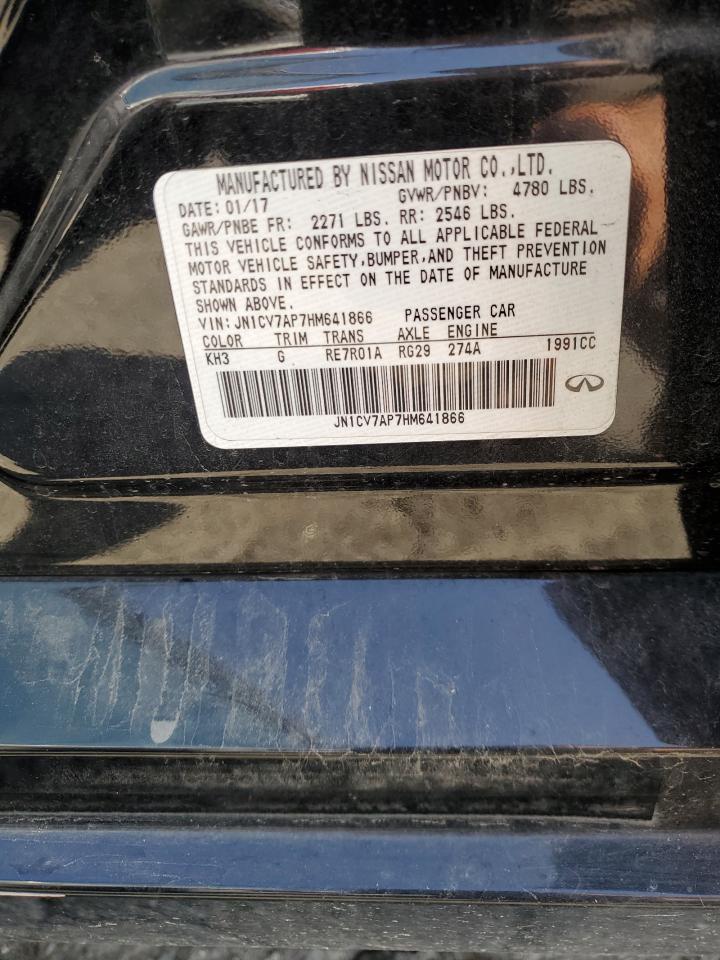 MANUFACTURED BY NISSAN MOTOR CO.,LTD.
DATE: 01/17 GVWR/PNBV: 4780 LBS.
GAWR/PNBE FR: 2271 LBS. RR: 2546 LBS.
THIS VEHICLE CONFORMS TO ALL APPLICABLE FEDERAL
MOTOR VEHICLE SAFETY,BUMPER,AND THEFT PREVENTION
STANDARDS IN EFFECT ON THE DATE OF MANUFACTURE
SHOWN ABOVE.
VIN: JN1CV7AP7HM641866 PASSENGER CAR
COLOR TRIM TRANS AXLE ENGINE
KH3 G RE7R01A RG29 274A 1991CC
JN1CV7AP7HM641866